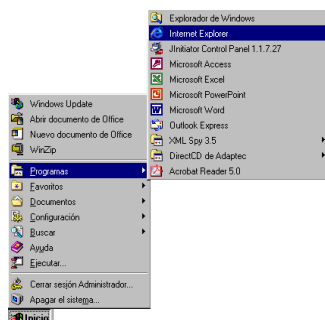 Explorador de Windows
Internet Explorer
JInitiator Control Panel 1.1.7.27
Microsoft Access
Microsoft Excel
Microsoft PowerPoint
Microsoft Word
Outlook Express
XML Spy 3.5
DirectCD de Adaptec
Acrobat Reader 5.0
Windows Update
Abrir documento de Office
Nuevo documento de Office
WinZip
Programas
Favoritos
Documentos
Configuración
Buscar
Ayuda
Ejecutar...
Cerrar sesión Administrador...
Apagar el sistema...
Inicio